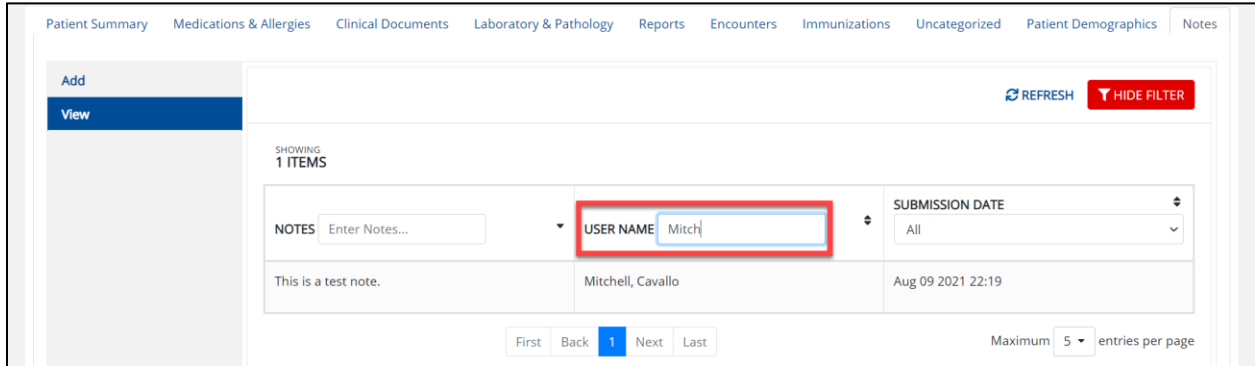 Patient Summary Medications & Allergies Clinical Documents Laboratory & Pathology Reports Encounters Immunizations Uncategorized Patient Demographics Notes
Add
View
REFRESH HIDE FILTER
SHOWING
1 ITEMS
NOTES Enter Notes... USER NAME Mitch SUBMISSION DATE All
This is a test note. Mitchell, Cavallo Aug 09 2021 22:19
First Back 1 Next Last Maximum 5 entries per page